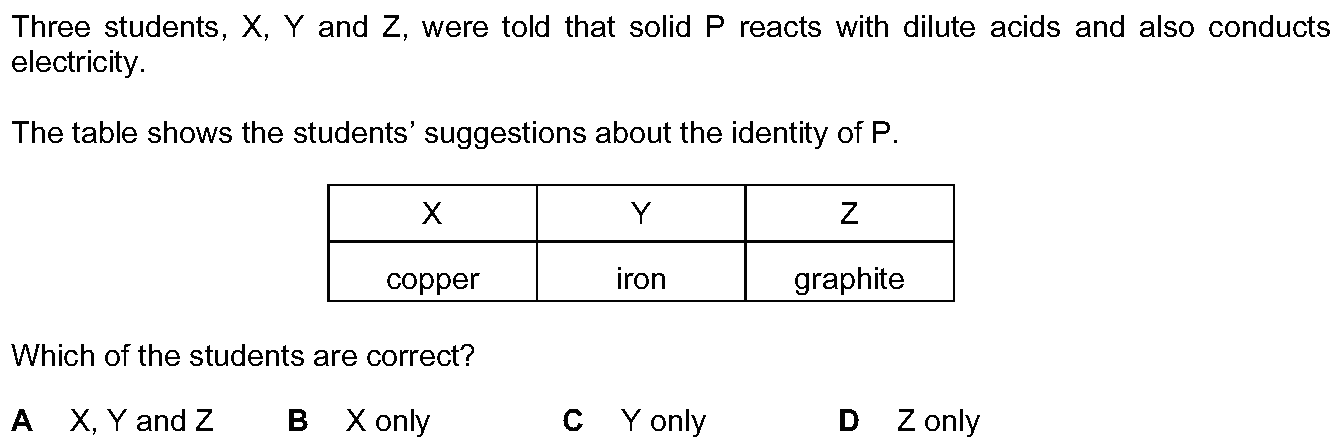 Three students, X, Y and Z, were told that solid P reacts with dilute acids and also conducts
electricity.
The table shows the students’ suggestions about the identity of P.
X Y Z
copper iron graphite
Which of the students are correct?
A X, Y and Z B X only C Y only D Z only